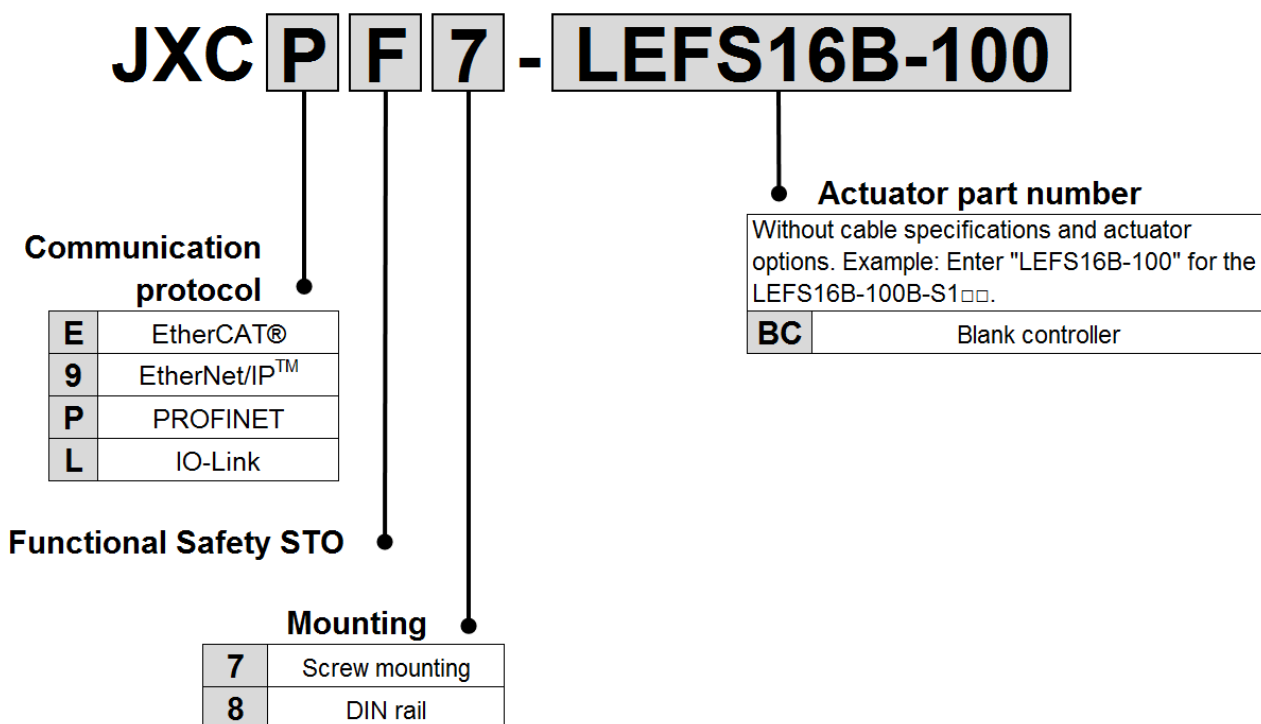 JXC P F 7 - LEFS16B-100
Actuator part number
Without cable specifications and actuator
options. Example: Enter "LEFS16B-100" for the
LEFS16B-100B-S1□□.
BC Blank controller
Communication
protocol
E EtherCAT®
9 EtherNet/IP™
P PROFINET
L IO-Link
Functional Safety STO
Mounting
7 Screw mounting
8 DIN rail